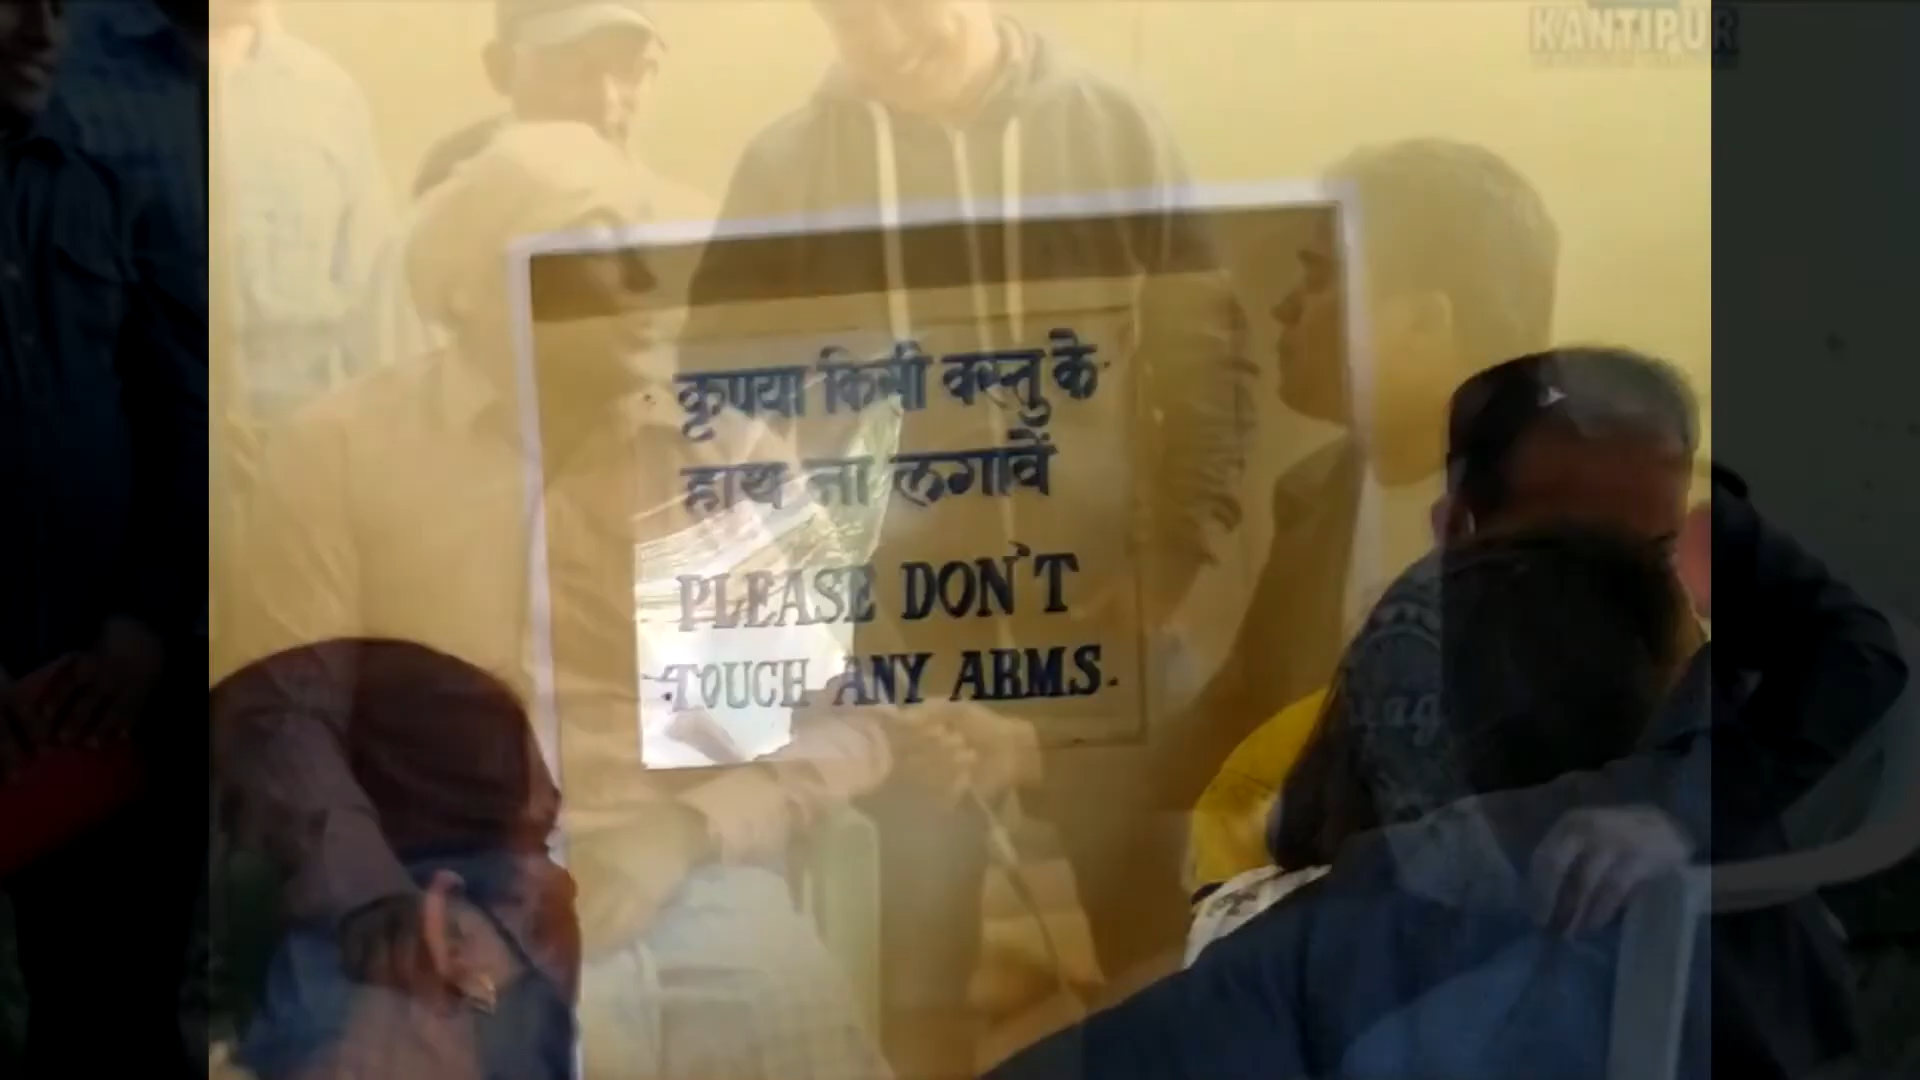 KANTIPUR
कृपया किसी वस्तु के
हाथ ना लगावें
PLEASE DON'T
TOUCH ANY ARMS.